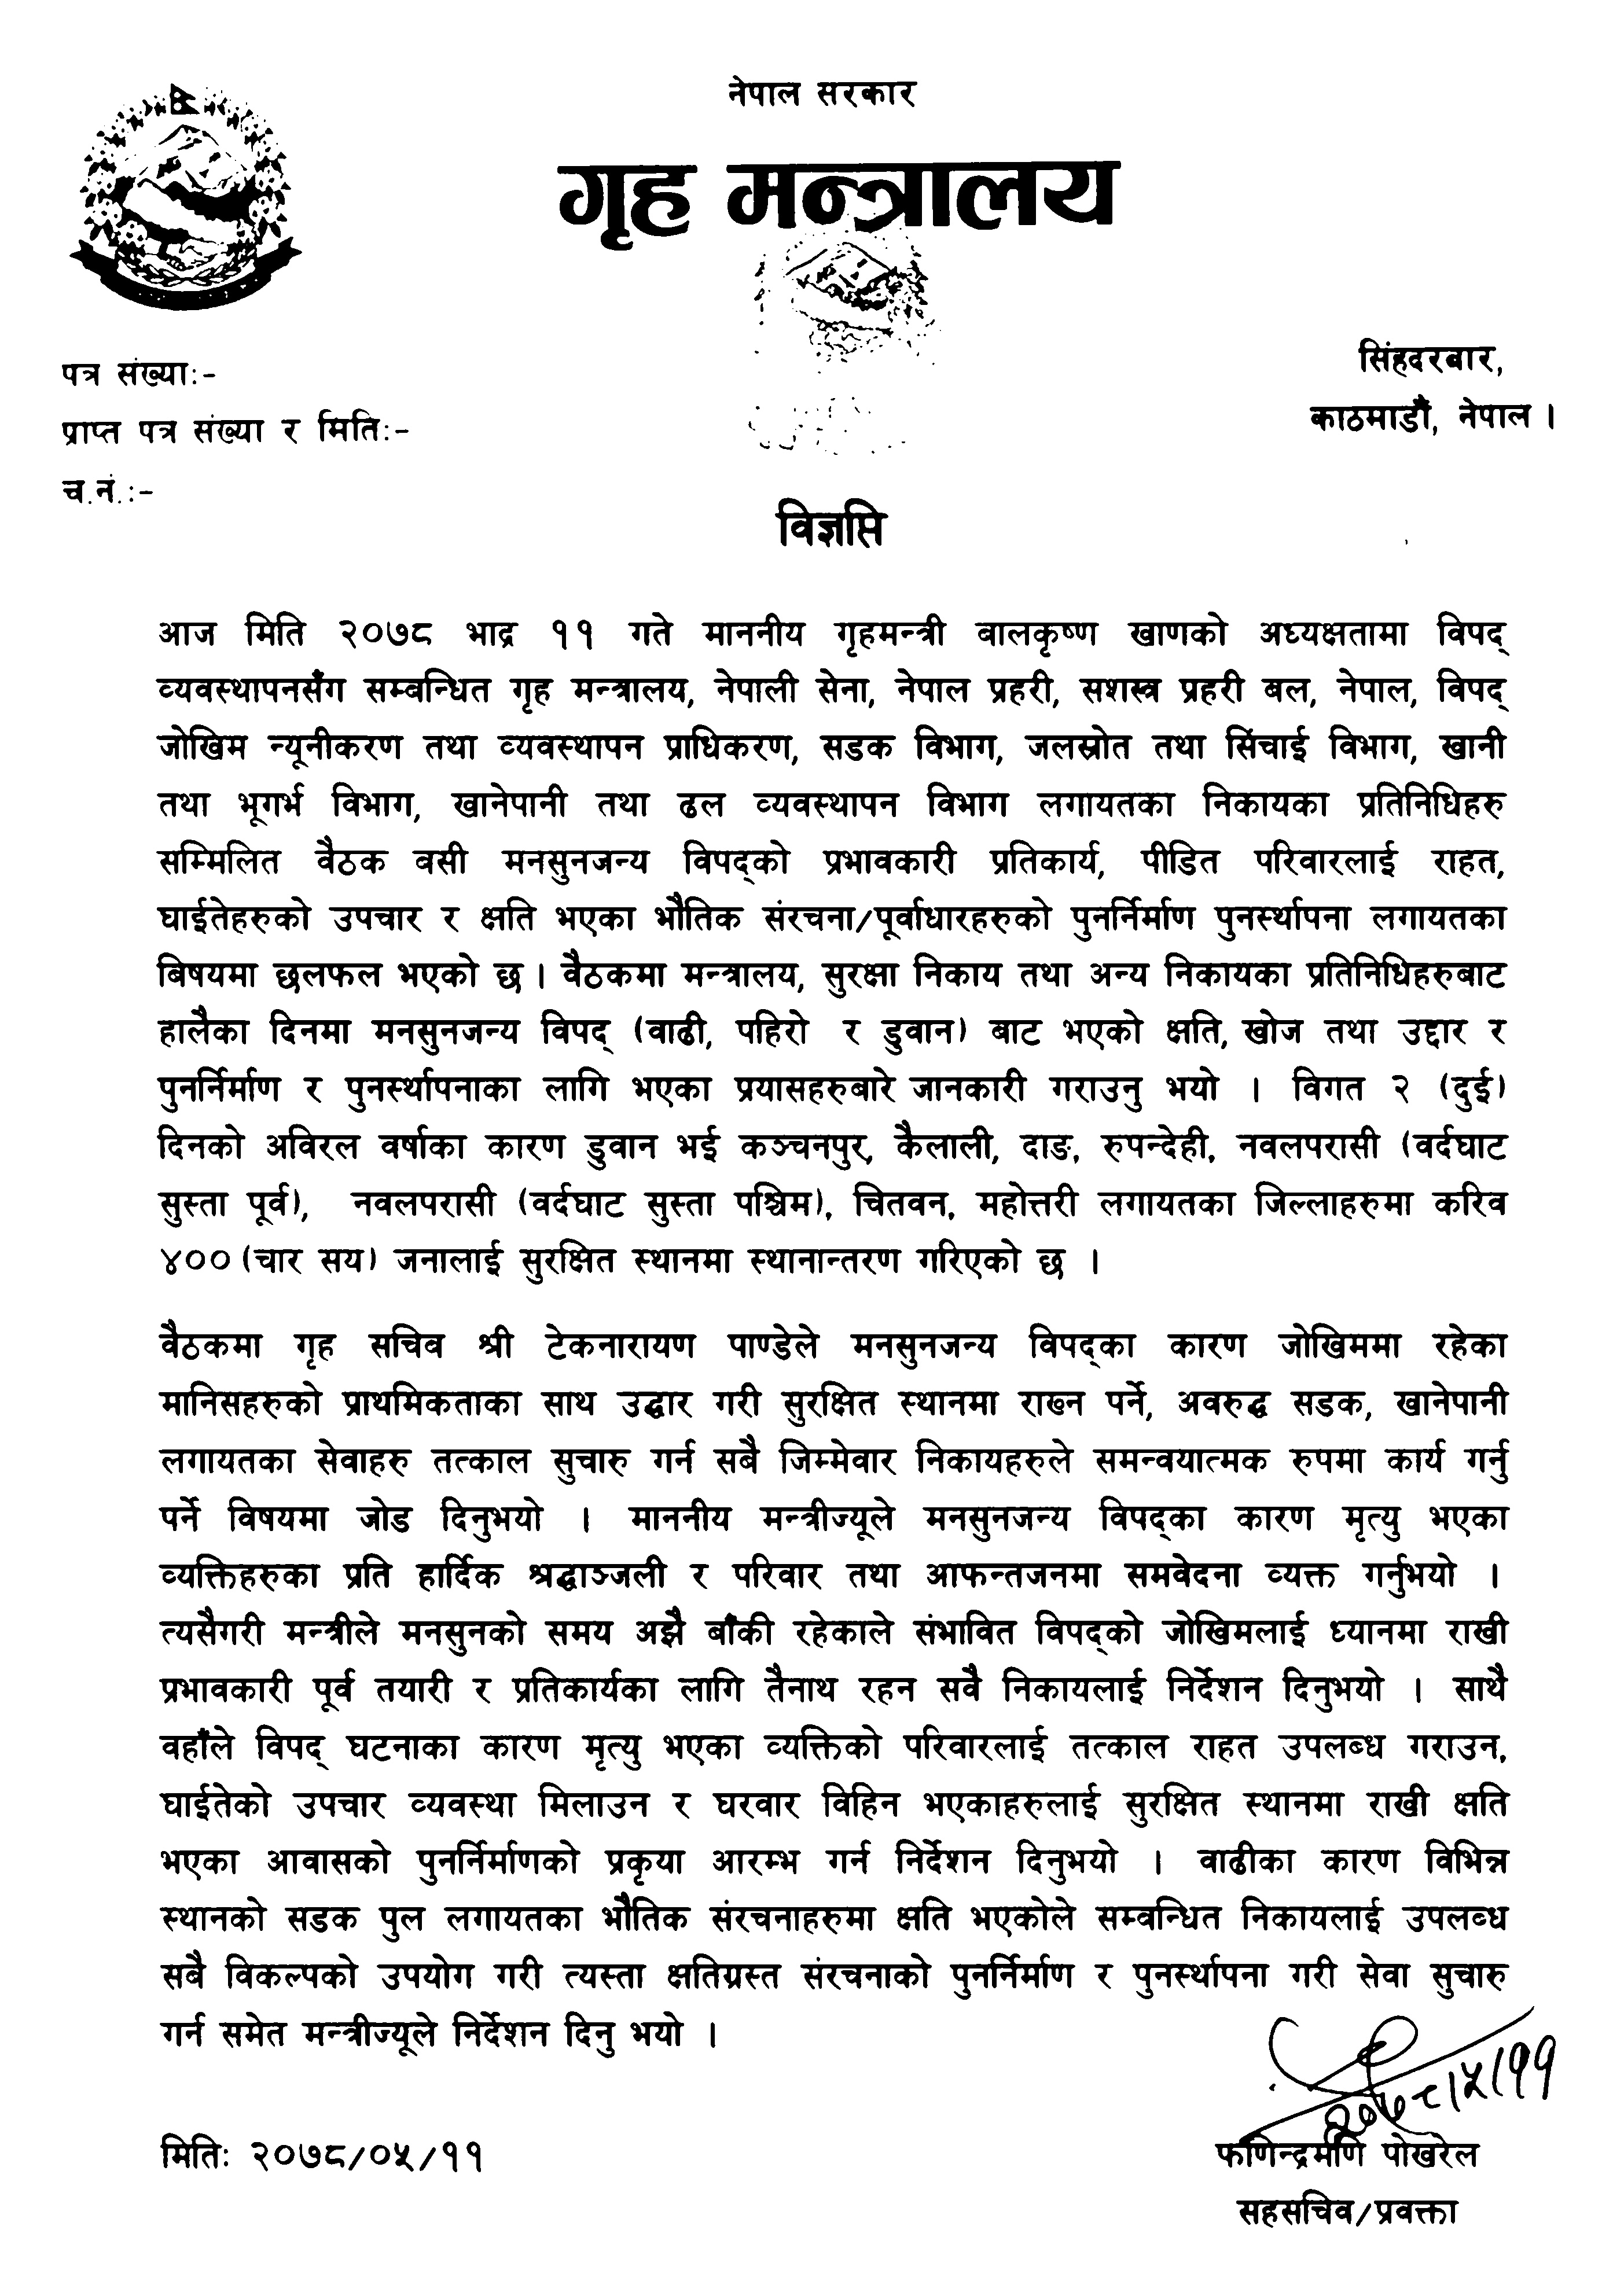 नेपाल सरकार
गृह मन्त्रालय
पत्र संख्याः-
प्राप्त पत्र संख्या र मितिः-
च.नं.:-
सिंहदरबार,
काठमाडौं, नेपाल ।
विज्ञप्ति
आज मिति २०७८ भाद्र ११ गते माननीय गृहमन्त्री वालकृष्ण खाणको अध्यक्षतामा विपद्
व्यवस्थापनसँग सम्वन्धित गृह मन्त्रालय, नेपाली सेना, नेपाल प्रहरी, सशस्त्र प्रहरी बल, नेपाल, विपद्
जोखिम न्यूनीकरण तथा व्यवस्थापन प्राधिकरण, सडक विभाग, जलस्रोत तथा सिंचाई विभाग, खानी
तथा भूगर्भ विभाग, खानेपानी तथा ढल व्यवस्थापन विभाग लगायतका निकायका प्रतिनिधिहरु
सम्मिलित वैठक वसी मनसुनजन्य विपद्को प्रभावकारी प्रतिकार्य, पीडित परिवारलाई राहत,
घाईतेहरुको उपचार र क्षति भएका भौतिक संरचना/पूर्वाधारहरुको पुनर्निर्माण पुनर्स्थापना लगायतका
बिषयमा छलफल भएको छ । वैठकमा मन्त्रालय, सुरक्षा निकाय तथा अन्य निकायका प्रतिनिधिहरुबाट
हालैका दिनमा मनसुनजन्य विपद् (वाढी, पहिरो र डुवान) बाट भएको क्षति, खोज तथा उद्दार र
पुनर्निर्माण र पुनर्स्थापनाका लागि भएका प्रयासहरुबारे जानकारी गराउनु भयो । विगत २ (दुई)
दिनको अविरल वर्षाका कारण डुवान भई कञ्चनपुर, कैलाली, दाङ, रुपन्देही, नवलपरासी (वर्दघाट
सुस्ता पूर्व), नवलपरासी (वर्दघाट सुस्ता पश्चिम), चितवन, महोत्तरी लगायतका जिल्लाहरुमा करिव
४०० (चार सय) जनालाई सुरक्षित स्थानमा स्थानान्तरण गरिएको छ ।
वैठकमा गृह सचिब श्री टेकनारायण पाण्डेले मनसुनजन्य विपद्का कारण जोखिममा रहेका
मानिसहरुको प्राथमिकताका साथ उद्धार गरी सुरक्षित स्थानमा राख्न पर्ने, अवरुद्ध सडक, खानेपानी
लगायतका सेवाहरु तत्काल सुचारु गर्न सबै जिम्मेवार निकायहरुले समन्वयात्मक रुपमा कार्य गर्नु
पर्ने विषयमा जोड दिनुभयो । माननीय मन्त्रीज्यूले मनसुनजन्य विपद्का कारण मृत्यु भएका
व्यक्तिहरुका प्रति हार्दिक श्रद्धाञ्जली र परिवार तथा आफन्तजनमा समवेदना व्यक्त गर्नुभयो ।
त्यसैगरी मन्त्रीले मनसुनको समय अझै बाँकी रहेकाले संभावित विपद्को जोखिमलाई ध्यानमा राखी
प्रभावकारी पूर्व तयारी र प्रतिकार्यका लागि तैनाथ रहन सवै निकायलाई निर्देशन दिनुभयो । साथै
वहाँले विपद् घटनाका कारण मृत्यु भएका व्यक्तिको परिवारलाई तत्काल राहत उपलब्ध गराउन,
घाईतेको उपचार व्यवस्था मिलाउन र घरवार विहिन भएकाहरुलाई सुरक्षित स्थानमा राखी क्षति
भएका आवासको पुनर्निर्माणको प्रकृया आरम्भ गर्न निर्देशन दिनुभयो । वाढीका कारण विभिन्न
स्थानको सडक पुल लगायतका भौतिक संरचनाहरुमा क्षति भएकोले सम्वन्धित निकायलाई उपलब्ध
सबै विकल्पको उपयोग गरी त्यस्ता क्षतिग्रस्त संरचनाको पुनर्निर्माण र पुनर्स्थापना गरी सेवा सुचारु
गर्न समेत मन्त्रीज्यूले निर्देशन दिनु भयो ।
२०७८।५।११
मितिः २०७८/०५/११
फणिन्द्रमणि पोखरेल
सहसचिव/प्रवक्ता